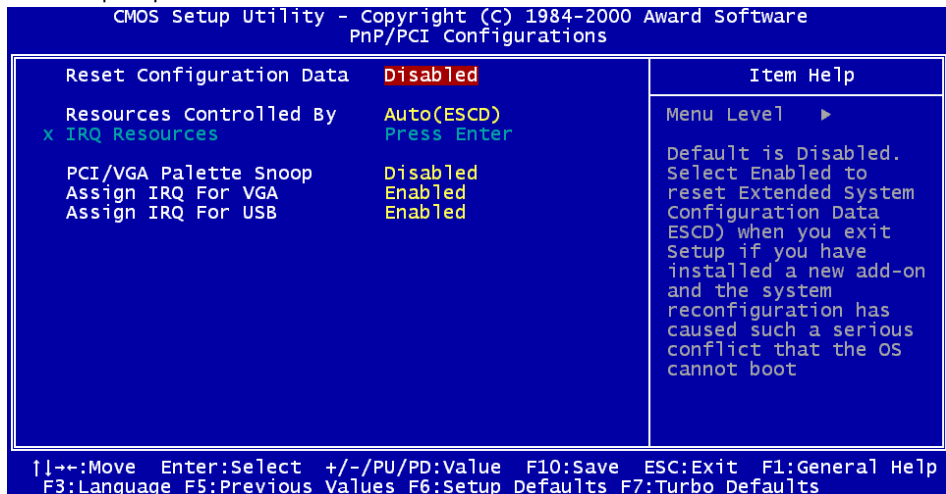 CMOS Setup Utility - Copyright (C) 1984-2000 Award Software
PnP/PCI Configurations
Reset Configuration Data Disabled
Resources Controlled By Auto(ESCD)
x IRQ Resources Press Enter
PCI/VGA Palette Snoop Disabled
Assign IRQ For VGA Enabled
Assign IRQ For USB Enabled
Item Help
Menu Level ►
Default is Disabled.
Select Enabled to
reset Extended System
Configuration Data
ESCD) when you exit
Setup if you have
installed a new add-on
and the system
reconfiguration has
caused such a serious
conflict that the OS
cannot boot
↑↓→←:Move Enter:Select +/-/PU/PD:Value F10:Save ESC:Exit F1:General Help
F3:Language F5:Previous Values F6:Setup Defaults F7:Turbo Defaults